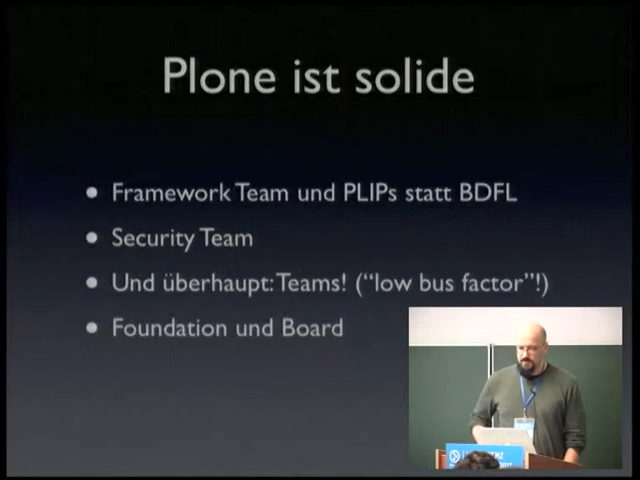 Plone ist solide
• Framework Team und PLIPs statt BDFL
• Security Team
• Und überhaupt: Teams! (“low bus factor”!)
• Foundation und Board